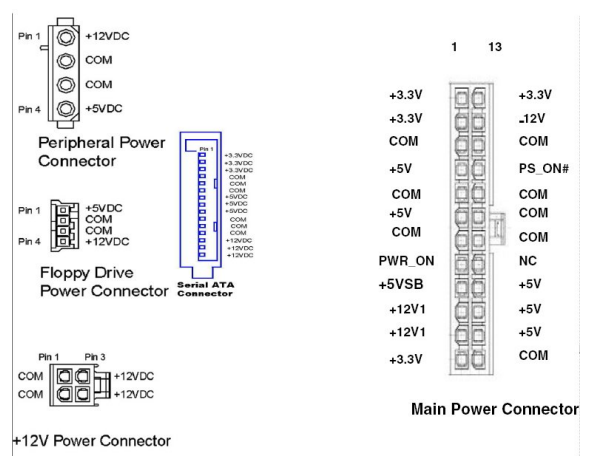 Pin 1 +12VDC
COM
COM
Pin 4 +5VDC
Peripheral Power
Connector
Pin 1 +5VDC
COM
COM
Pin 4 +12VDC
Floppy Drive
Power Connector
Pin 1
+3.3VDC
+3.3VDC
+3.3VDC
COM
COM
COM
+5VDC
+5VDC
+5VDC
COM
COM
COM
+12VDC
+12VDC
+12VDC
Serial ATA
Connector
Pin 1 Pin 3
COM +12VDC
COM +12VDC
+12V Power Connector
1 13
+3.3V +3.3V
+3.3V -12V
COM COM
+5V PS_ON#
COM COM
+5V COM
COM COM
PWR_ON NC
+5VSB +5V
+12V1 +5V
+12V1 +5V
+3.3V COM
Main Power Connector